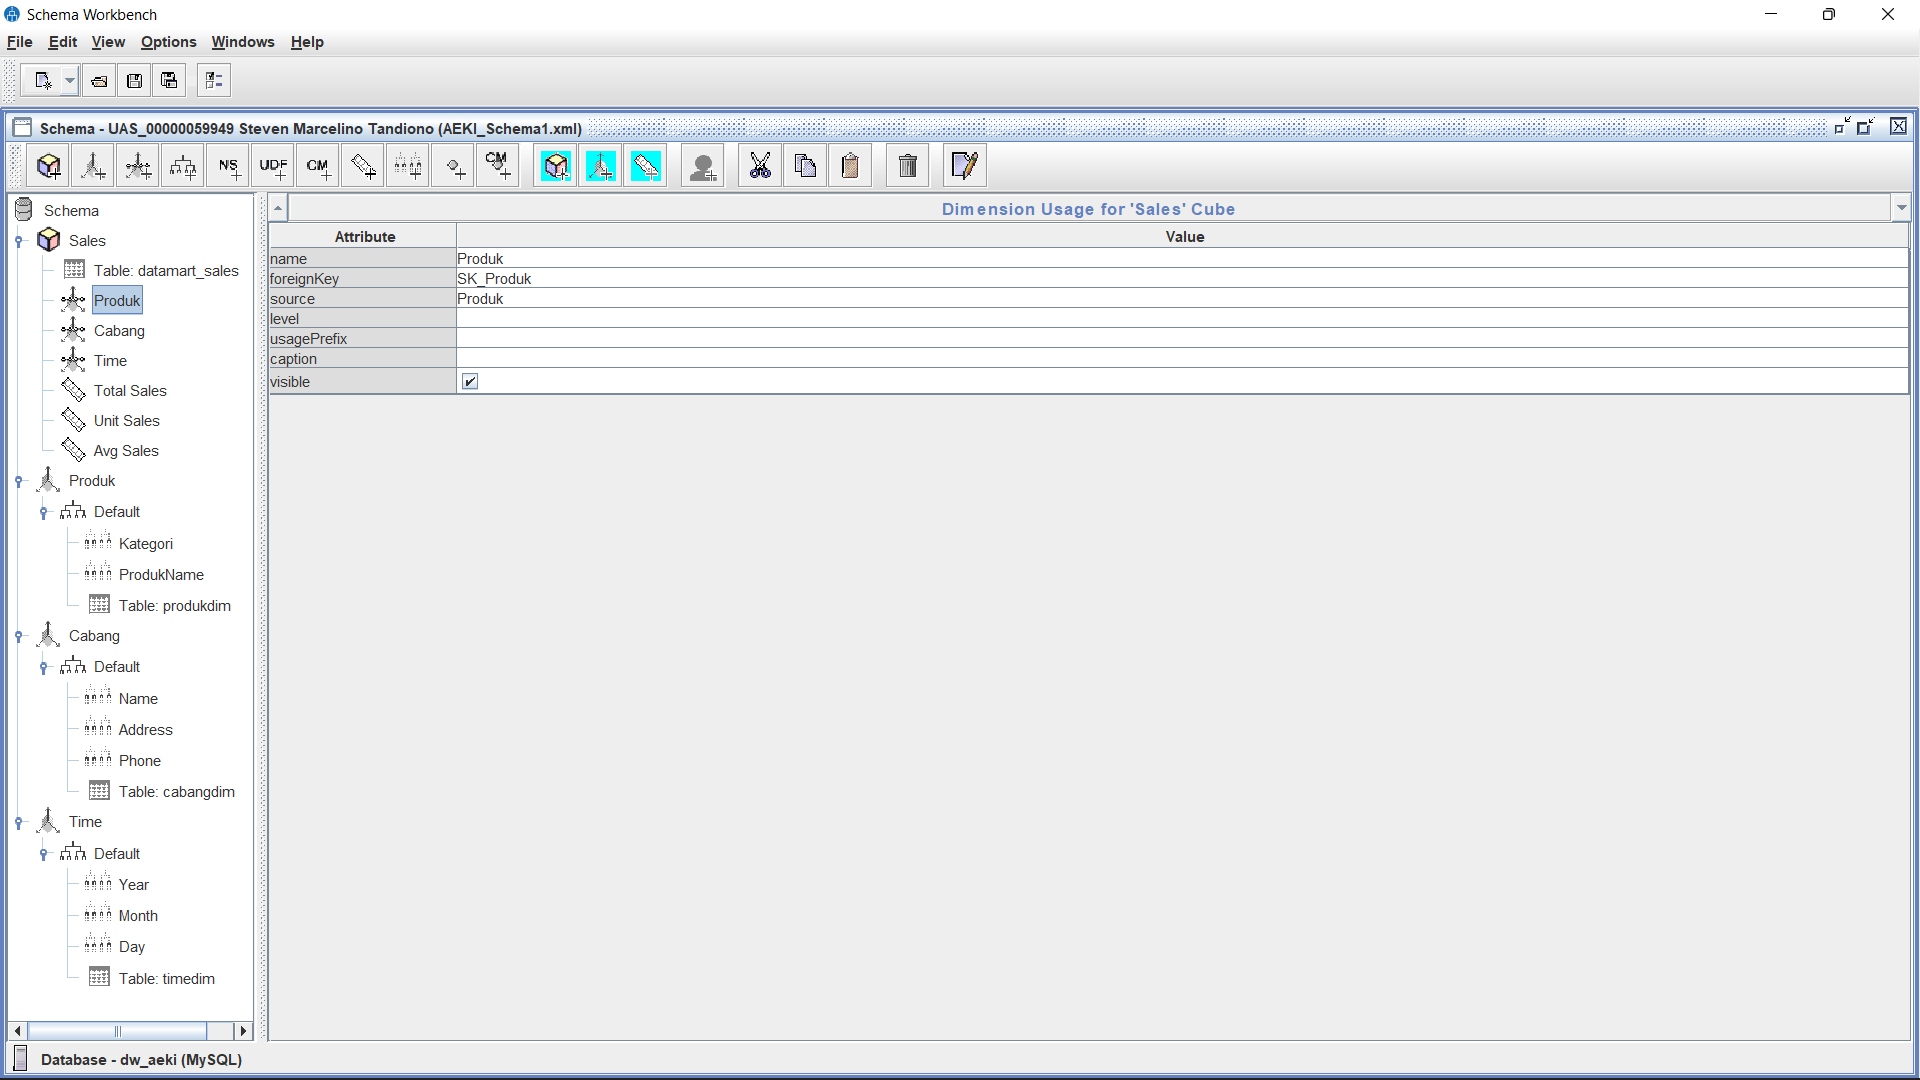 Schema Workbench
File Edit View Options Windows Help
Schema - UAS_00000059949 Steven Marcelino Tandiono (AEKI_Schema1.xml)
NS UDF CM CM
Schema
Sales
Table: datamart_sales
Produk
Cabang
Time
Total Sales
Unit Sales
Avg Sales
Produk
Default
Kategori
ProdukName
Table: produkdim
Cabang
Default
Name
Address
Phone
Table: cabangdim
Time
Default
Year
Month
Day
Table: timedim
Dimension Usage for 'Sales' Cube
Attribute Value
name Produk
foreignKey SK_Produk
source Produk
level
usagePrefix
caption
visible
Database - dw_aeki (MySQL)